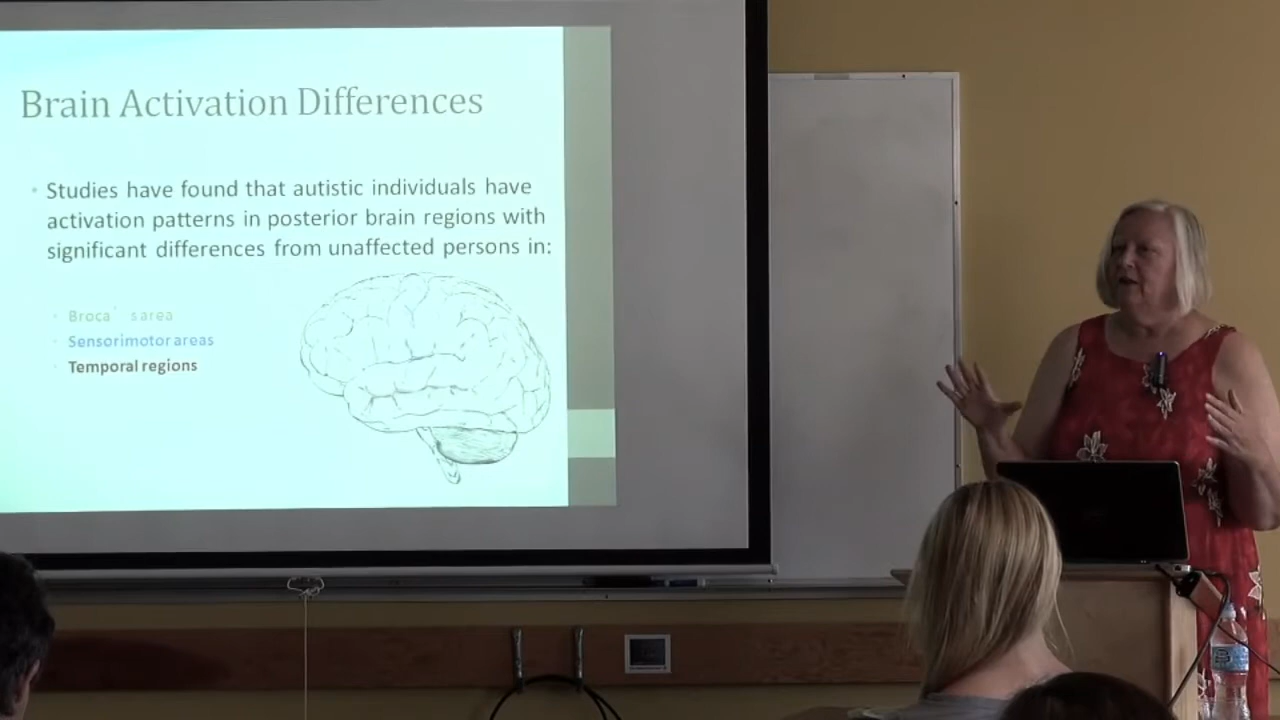 Brain Activation Differences
• Studies have found that autistic individuals have
activation patterns in posterior brain regions with
significant differences from unaffected persons in:
• Broca' s area
• Sensorimotor areas
• Temporal regions